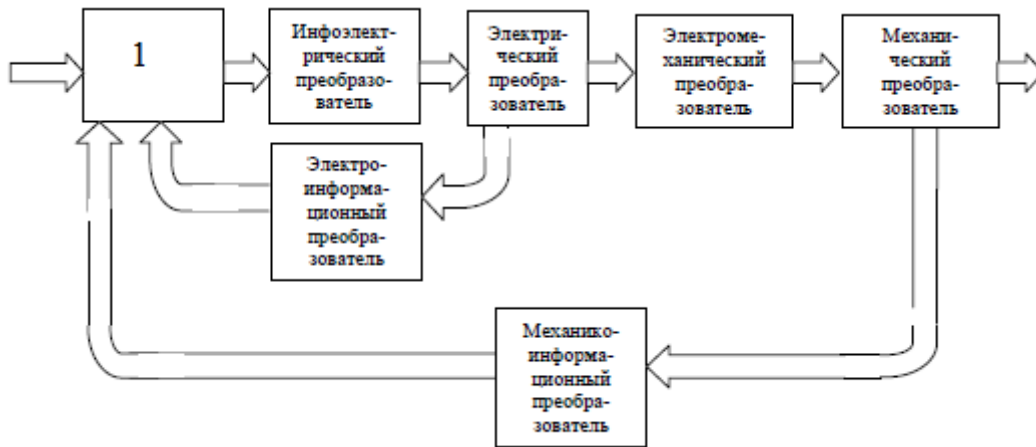 1
Инфоэлект-
рический
преобразо-
ватель
Электри-
ческий
преобра-
зователь
Электроме-
ханический
преобра-
зователь
Механи-
ческий
преобра-
зователь
Электро-
информа-
ционный
преобра-
зователь
Механико-
информа-
ционный
преобра-
зователь